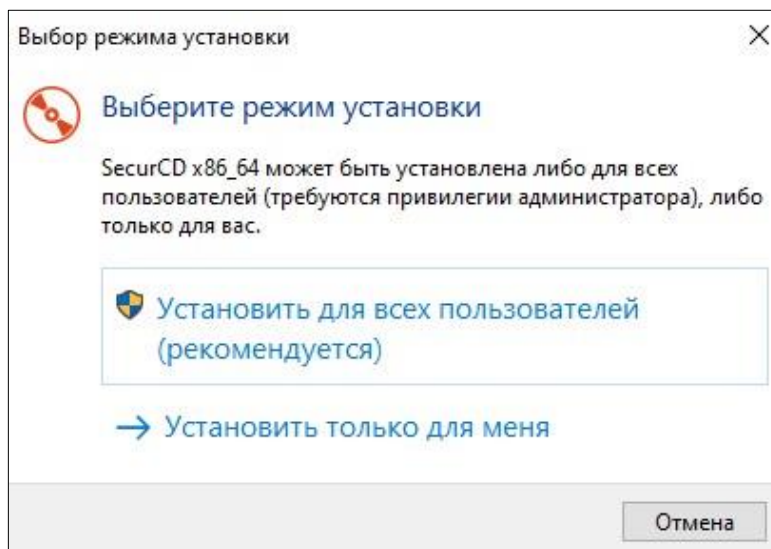 Выбор режима установки
Выберите режим установки
SecurCD x86_64 может быть установлена либо для всех
пользователей (требуются привилегии администратора), либо
только для вас.
Установить для всех пользователей
(рекомендуется)
Установить только для меня
Отмена